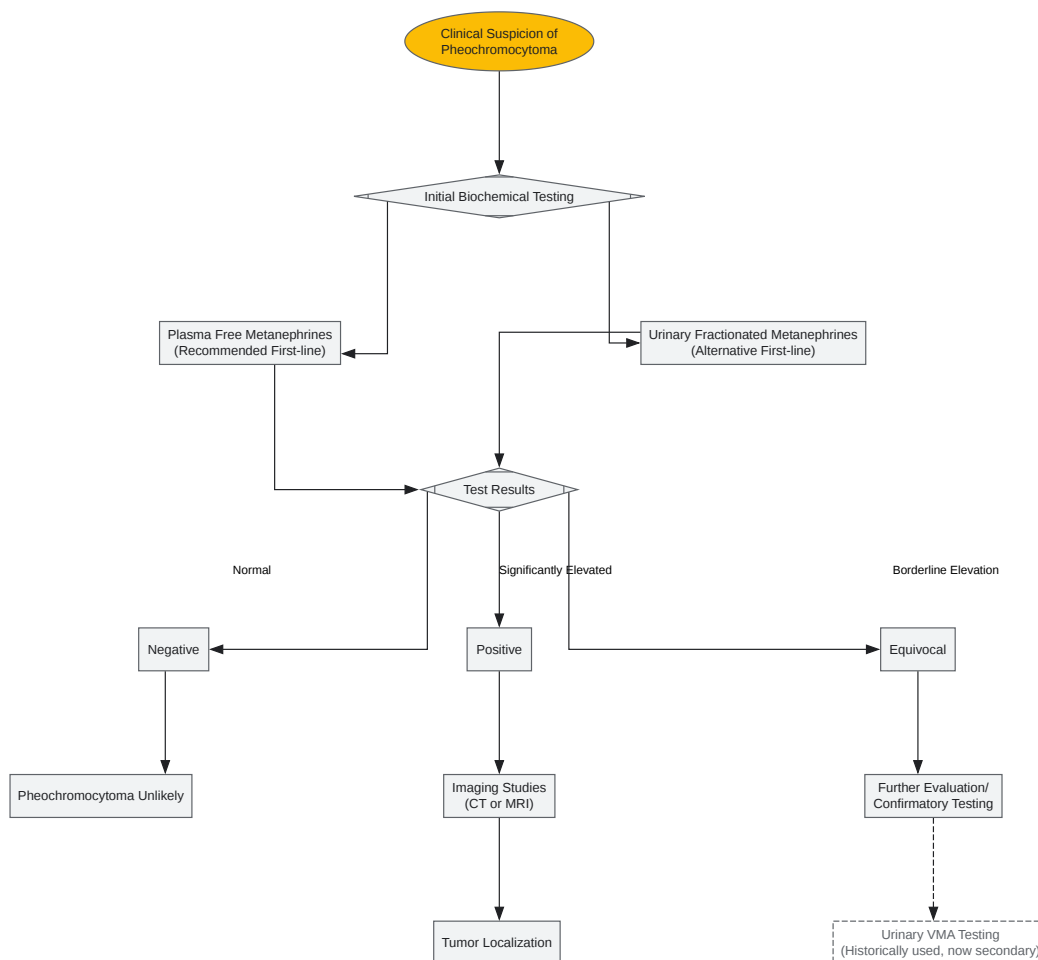 Clinical Suspicion of
Pheochromocytoma
Initial Biochemical Testing
Plasma Free Metanephrines
(Recommended First-line)
Urinary Fractionated Metanephrines
(Alternative First-line)
Test Results
Normal
Significantly Elevated
Borderline Elevation
Negative
Positive
Equivocal
Pheochromocytoma Unlikely
Imaging Studies
(CT or MRI)
Further Evaluation/
Confirmatory Testing
Tumor Localization
Urinary VMA Testing
(Historically used, now secondary)